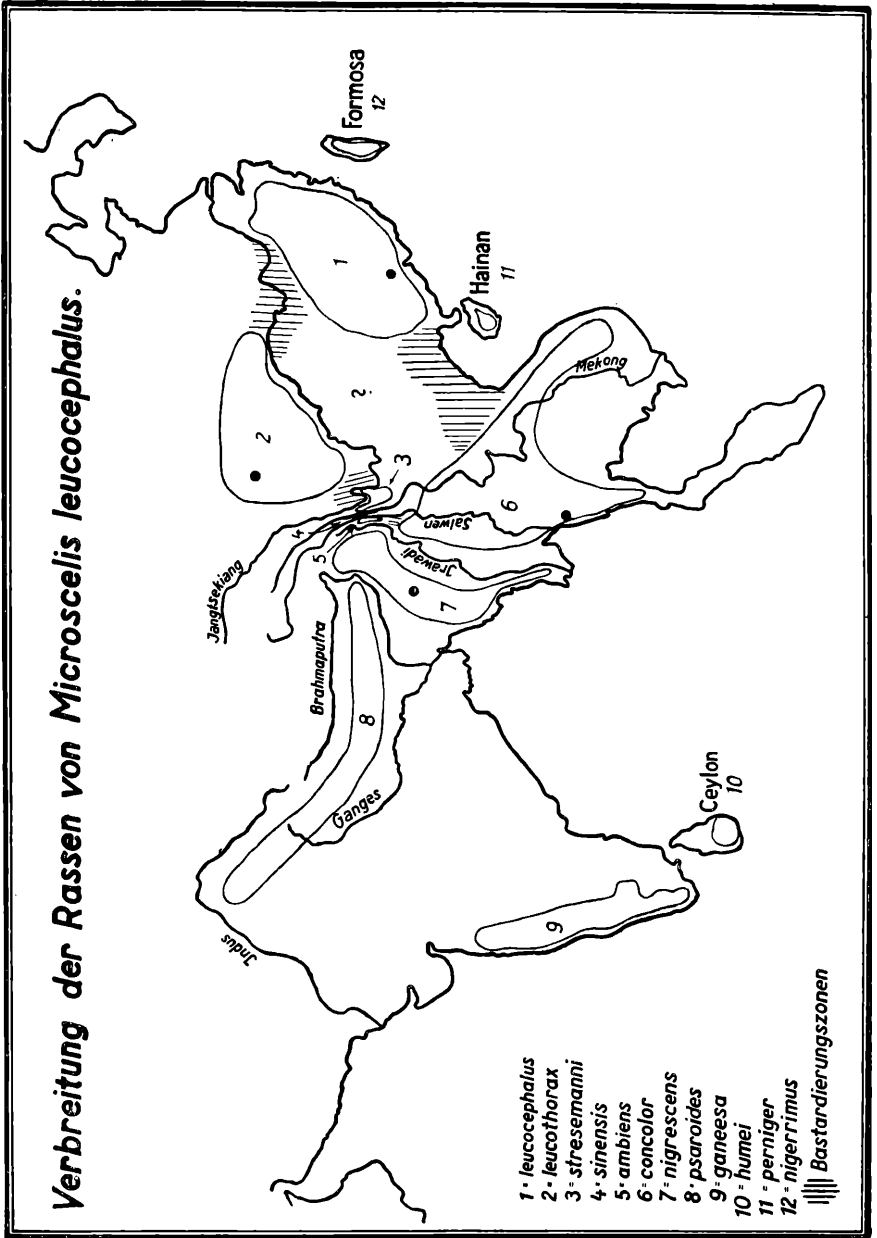 Verbreitung der Rassen von Microscelis leucocephalus.
Jangtsekiang
Brahmaputra
Jndus
Ganges
Jrawadi
Salwen
Mekong
Formosa
12
Hainan
11
Ceylon
10
1
2
2
3
4
5
6
7
8
9
1 = leucocephalus
2 = leucothorax
3 = stresemanni
4 = sinensis
5 = ambiens
6 = concolor
7 = nigrescens
8 = psaroides
9 = ganeesa
10 = humei
11 = perniger
12 = nigerrimus
Bastardierungszonen